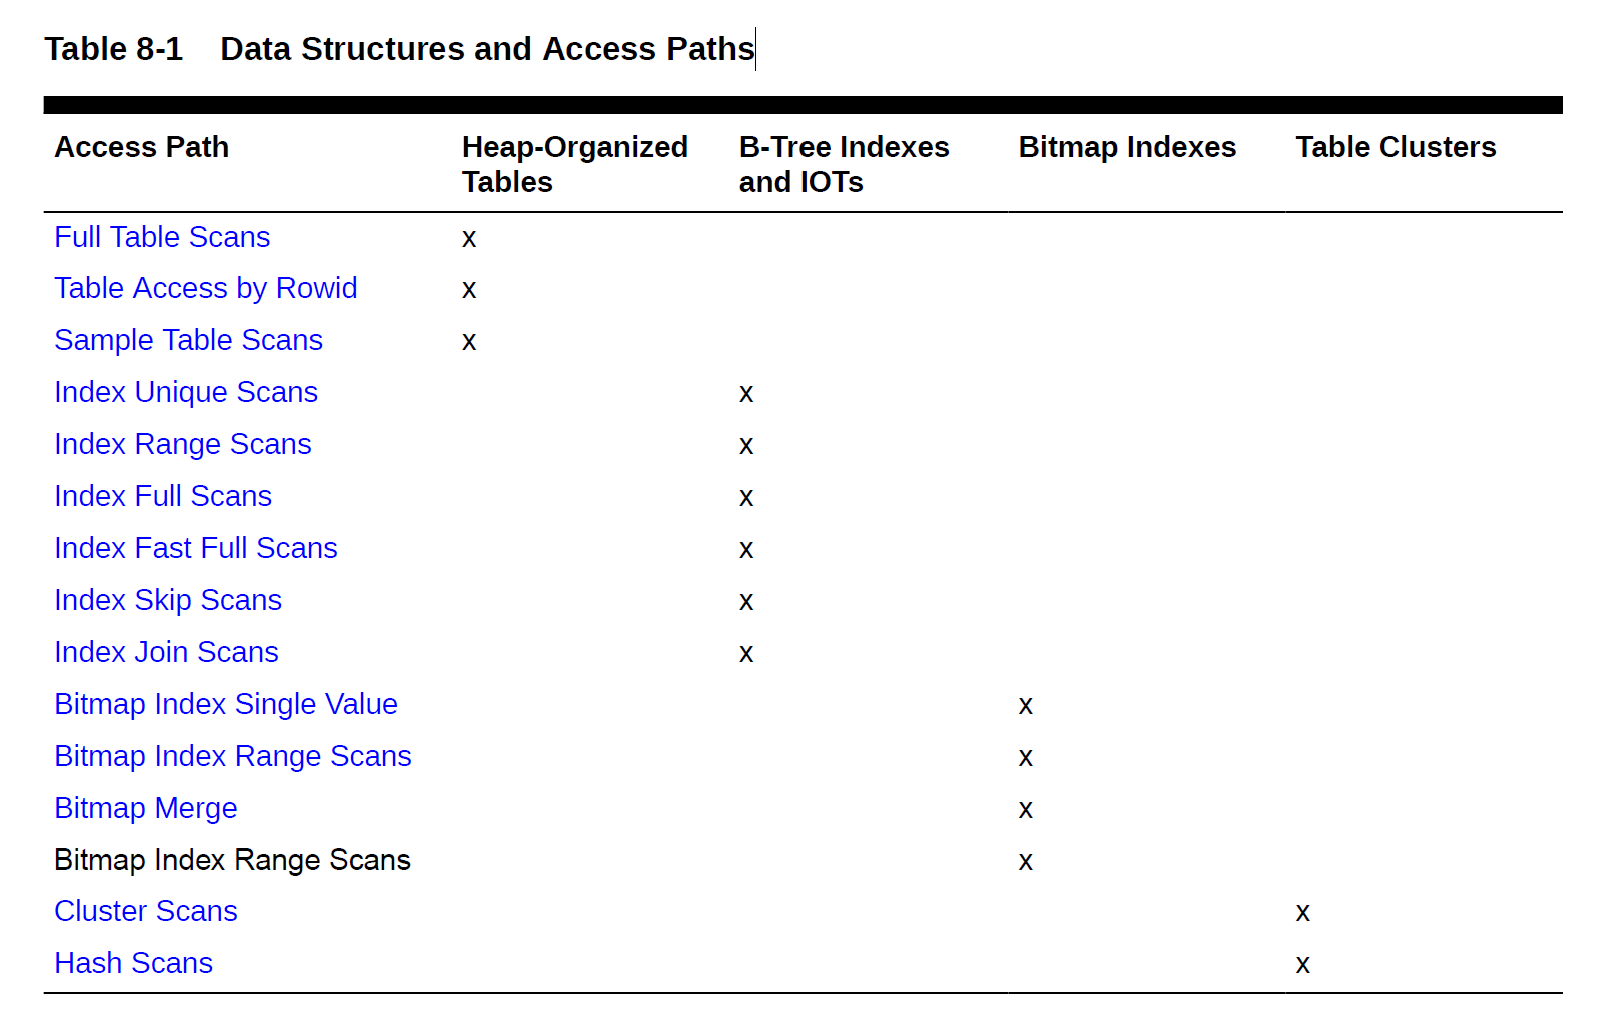 Table 8-1 Data Structures and Access Paths
Access Path Heap-Organized Tables B-Tree Indexes and IOTs Bitmap Indexes Table Clusters
Full Table Scans x
Table Access by Rowid x
Sample Table Scans x
Index Unique Scans x
Index Range Scans x
Index Full Scans x
Index Fast Full Scans x
Index Skip Scans x
Index Join Scans x
Bitmap Index Single Value x
Bitmap Index Range Scans x
Bitmap Merge x
Bitmap Index Range Scans x
Cluster Scans x
Hash Scans x